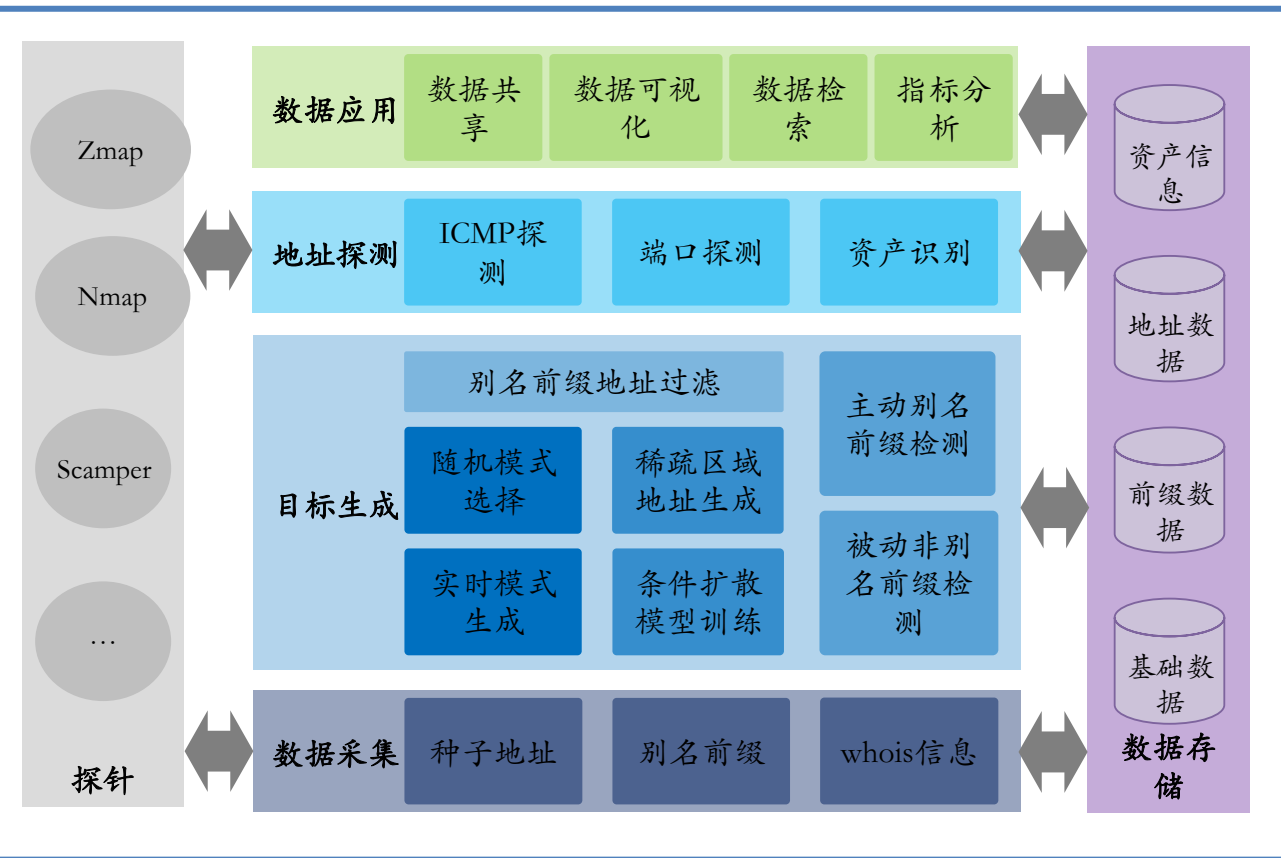 Zmap
Nmap
Scamper
…
探针
数据应用
数据共
享
数据可视
化
数据检
索
指标分
析
地址探测
ICMP探
测
端口探测
资产识别
目标生成
别名前缀地址过滤
随机模式
选择
稀疏区域
地址生成
实时模式
生成
条件扩散
模型训练
主动别名
前缀检测
被动非别
名前缀检
测
数据采集
种子地址
别名前缀
whois信息
资产信
息
地址数
据
前缀数
据
基础数
据
数据存
储